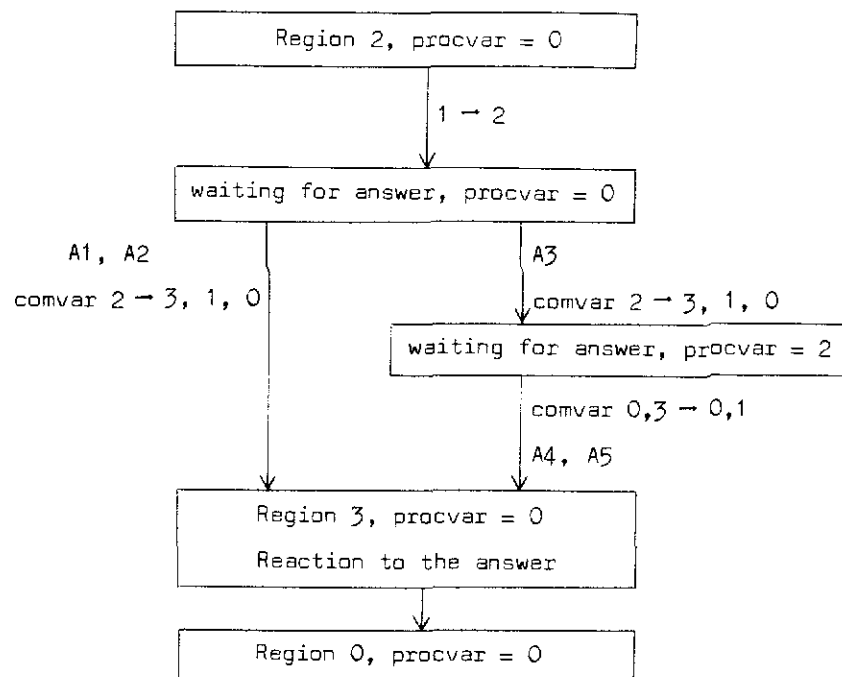 Region 2, procvar = 0
1 → 2
waiting for answer, procvar = 0
A1, A2
comvar 2 → 3, 1, 0
A3
comvar 2 → 3, 1, 0
waiting for answer, procvar = 2
comvar 0,3 → 0,1
A4, A5
Region 3, procvar = 0
Reaction to the answer
Region 0, procvar = 0